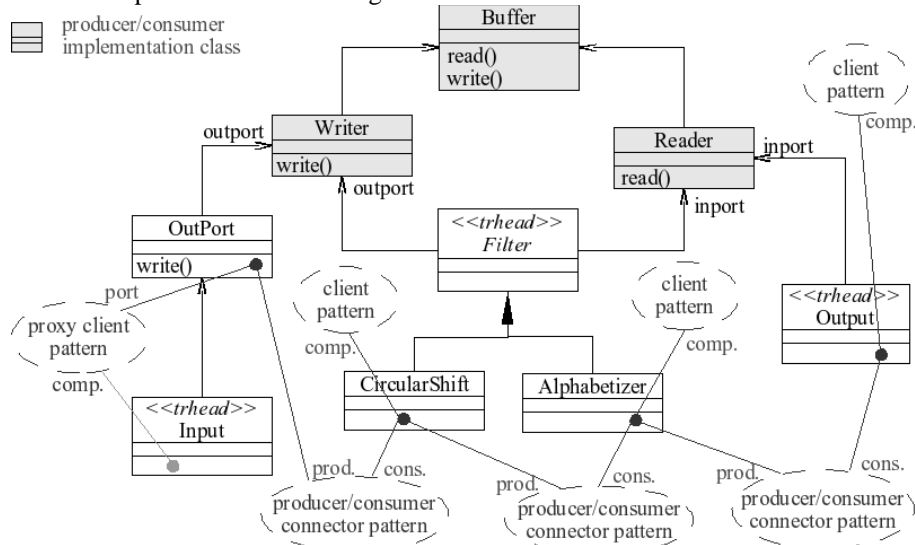 producer/consumer
implementation class
Buffer
read()
write()
client
pattern
comp.
outport
Writer
write()
outport
Reader
read()
inport
inport
OutPort
write()
<<trhead>>
Filter
port
client
pattern
client
pattern
<<trhead>>
Output
proxy client
pattern
comp.
comp.
comp.
CircularShift
Alphabetizer
<<trhead>>
Input
prod.
cons.
prod.
cons.
prod.
cons.
producer/consumer
connector pattern
producer/consumer
connector pattern
producer/consumer
connector pattern